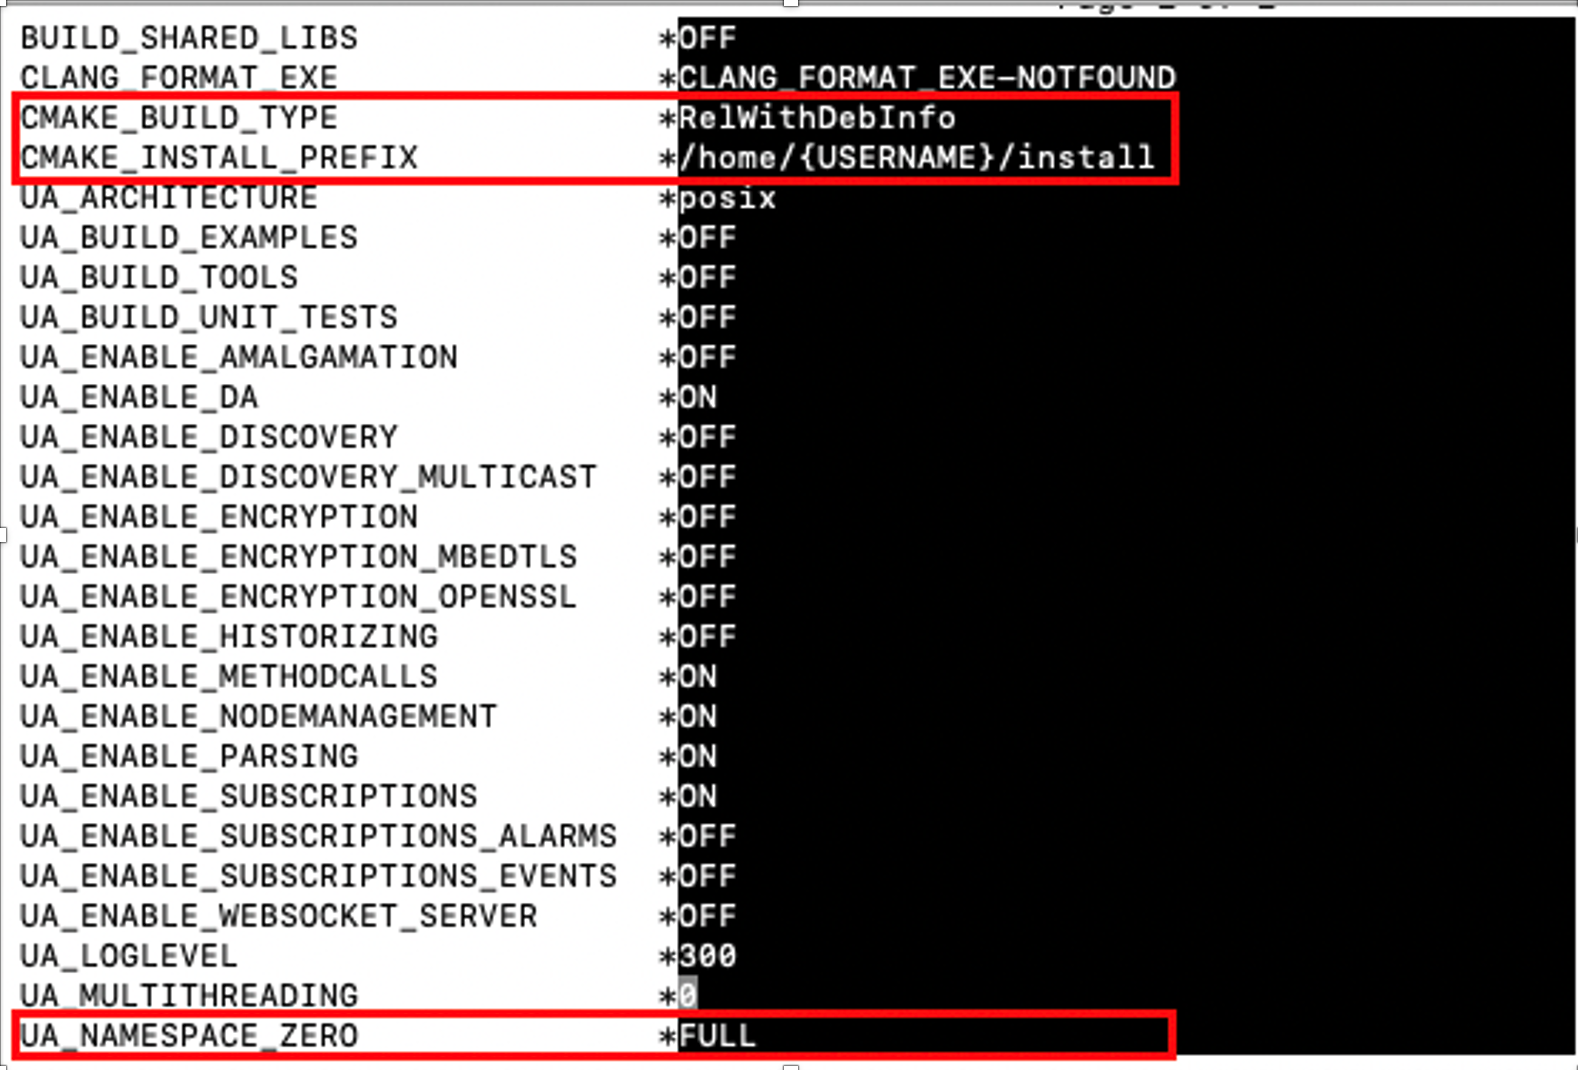 BUILD_SHARED_LIBS *OFF
CLANG_FORMAT_EXE *CLANG_FORMAT_EXE-NOTFOUND
CMAKE_BUILD_TYPE *RelWithDebInfo
CMAKE_INSTALL_PREFIX */home/{USERNAME}/install
UA_ARCHITECTURE *posix
UA_BUILD_EXAMPLES *OFF
UA_BUILD_TOOLS *OFF
UA_BUILD_UNIT_TESTS *OFF
UA_ENABLE_AMALGAMATION *OFF
UA_ENABLE_DA *ON
UA_ENABLE_DISCOVERY *OFF
UA_ENABLE_DISCOVERY_MULTICAST *OFF
UA_ENABLE_ENCRYPTION *OFF
UA_ENABLE_ENCRYPTION_MBEDTLS *OFF
UA_ENABLE_ENCRYPTION_OPENSSL *OFF
UA_ENABLE_HISTORIZING *OFF
UA_ENABLE_METHODCALLS *ON
UA_ENABLE_NODEMANAGEMENT *ON
UA_ENABLE_PARSING *ON
UA_ENABLE_SUBSCRIPTIONS *ON
UA_ENABLE_SUBSCRIPTIONS_ALARMS *OFF
UA_ENABLE_SUBSCRIPTIONS_EVENTS *OFF
UA_ENABLE_WEBSOCKET_SERVER *OFF
UA_LOGLEVEL *300
UA_MULTITHREADING *0
UA_NAMESPACE_ZERO *FULL